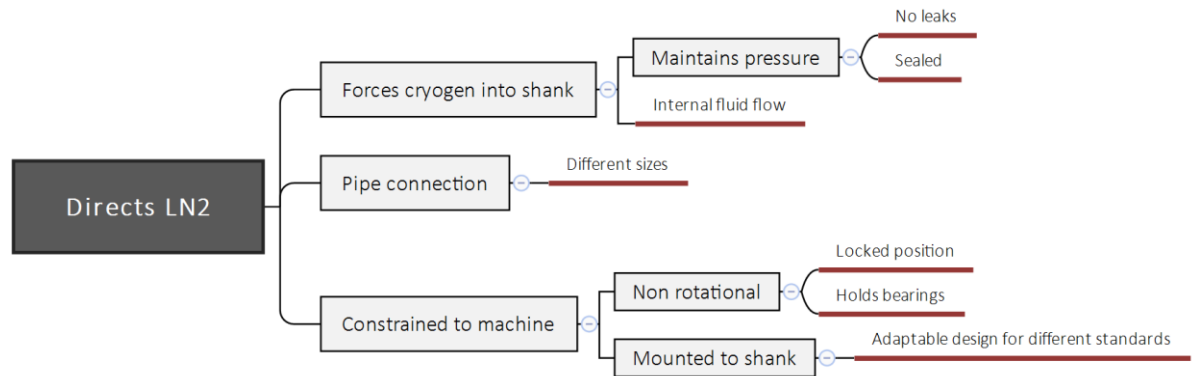 Directs LN2
Forces cryogen into shank
Maintains pressure
No leaks
Sealed
Internal fluid flow
Pipe connection
Different sizes
Constrained to machine
Non rotational
Locked position
Holds bearings
Mounted to shank
Adaptable design for different standards